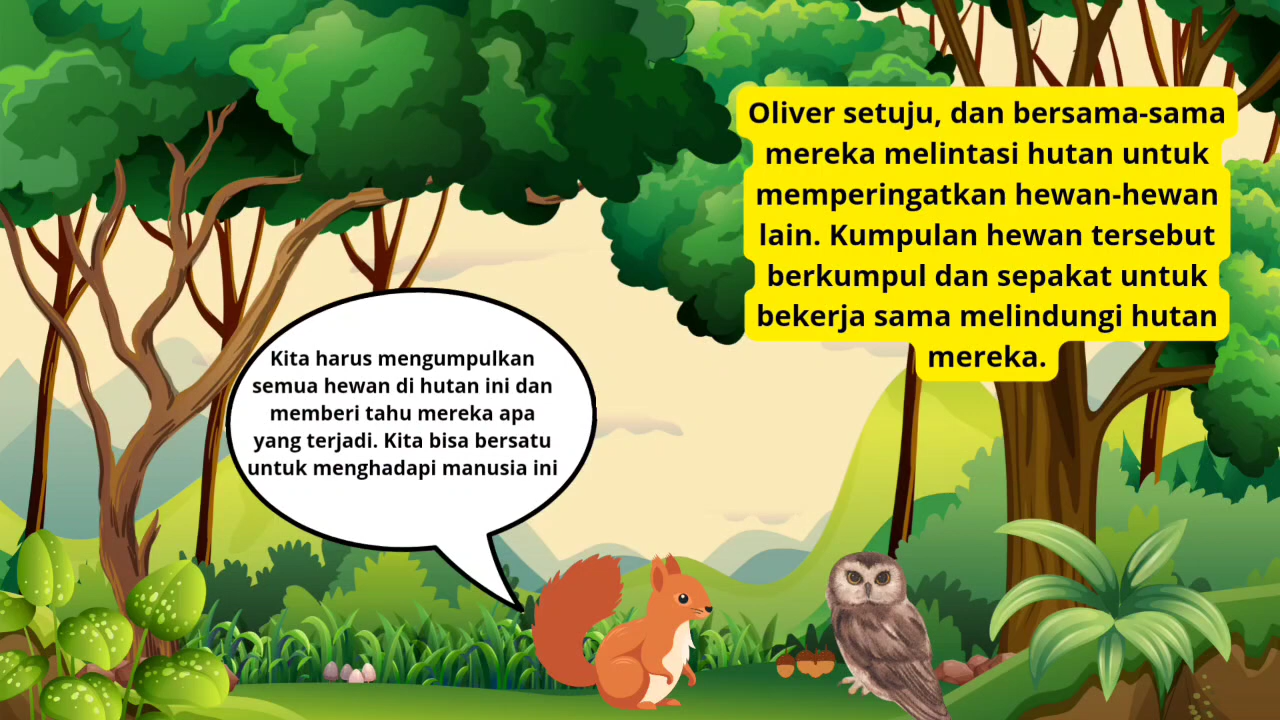 Oliver setuju, dan bersama-sama
mereka melintasi hutan untuk
memperingatkan hewan-hewan
lain. Kumpulan hewan tersebut
berkumpul dan sepakat untuk
bekerja sama melindungi hutan
mereka.
Kita harus mengumpulkan
semua hewan di hutan ini dan
memberi tahu mereka apa
yang terjadi. Kita bisa bersatu
untuk menghadapi manusia ini